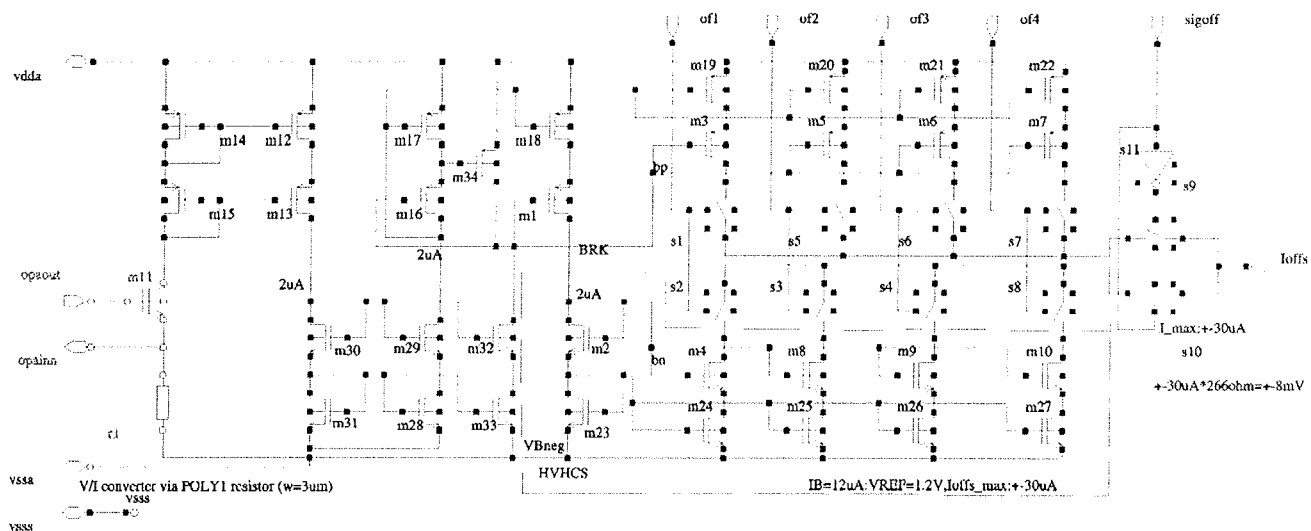 of1 of2 of3 of4 sigoff
vdda
m19 m20 m21 m22
m14 m12 m17 m18 m3 m5 m6 m7
m34 bp s11 s9
m15 m13 m16 m1
BRK s1 s5 s6 s7
2uA
opaout m11 2uA 2uA s2 s3 s4 s8 Ioffs
I_max:+-30uA
opainn m30 m29 m32 m2 bn m4 m8 m9 m10 s10
+-30uA*266ohm=+-8mV
m31 m28 m33 m23 m24 m25 m26 m27
VBneg
HVHCS
vssa V/I converter via POLY1 resistor (w=3um) IB=12uA:VREF=1.2V,Ioffs_max:+-30uA
vsss
vsss